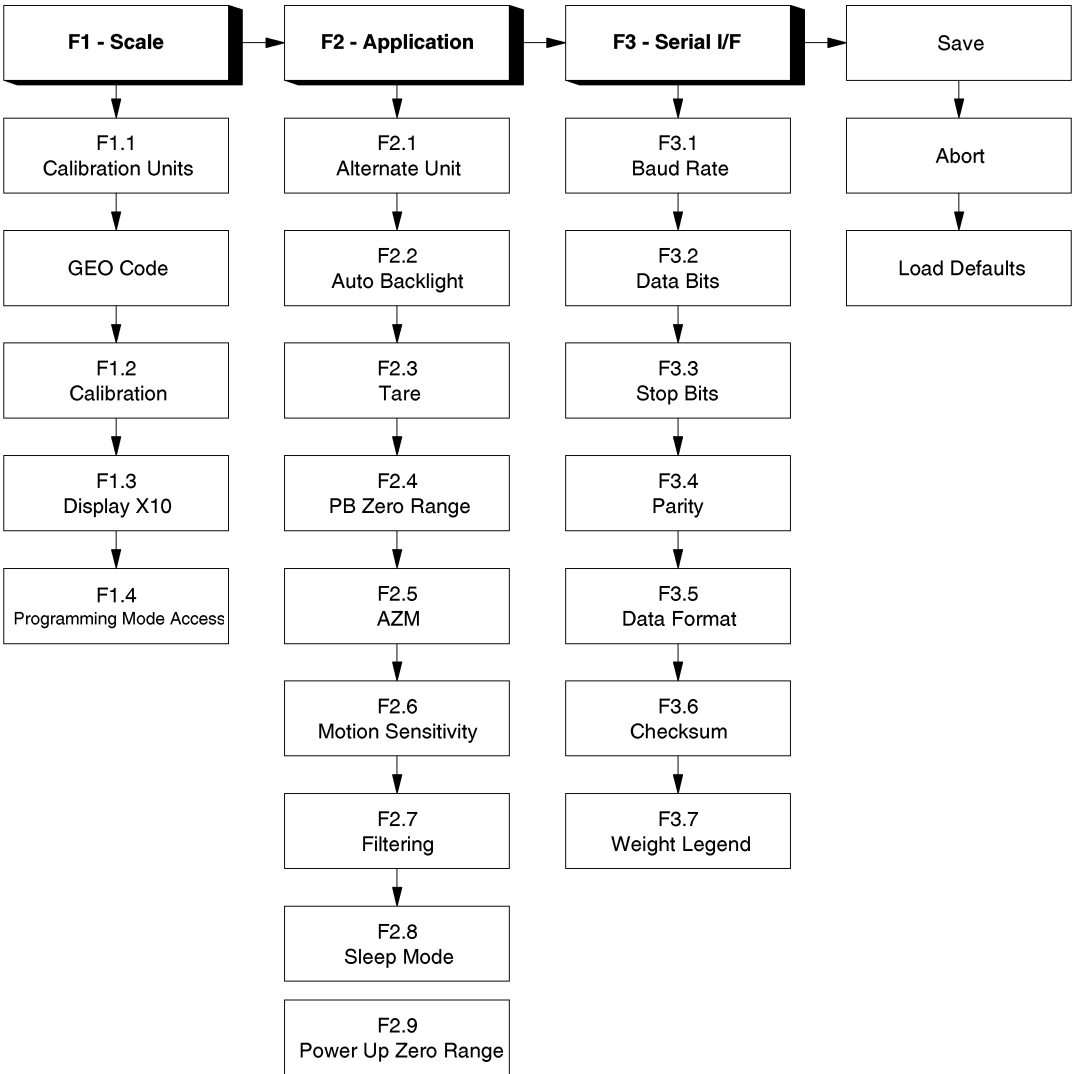 F1 - Scale
F1.1
Calibration Units
GEO Code
F1.2
Calibration
F1.3
Display X10
F1.4
Programming Mode Access
F2 - Application
F2.1
Alternate Unit
F2.2
Auto Backlight
F2.3
Tare
F2.4
PB Zero Range
F2.5
AZM
F2.6
Motion Sensitivity
F2.7
Filtering
F2.8
Sleep Mode
F2.9
Power Up Zero Range
F3 - Serial I/F
F3.1
Baud Rate
F3.2
Data Bits
F3.3
Stop Bits
F3.4
Parity
F3.5
Data Format
F3.6
Checksum
F3.7
Weight Legend
Save
Abort
Load Defaults